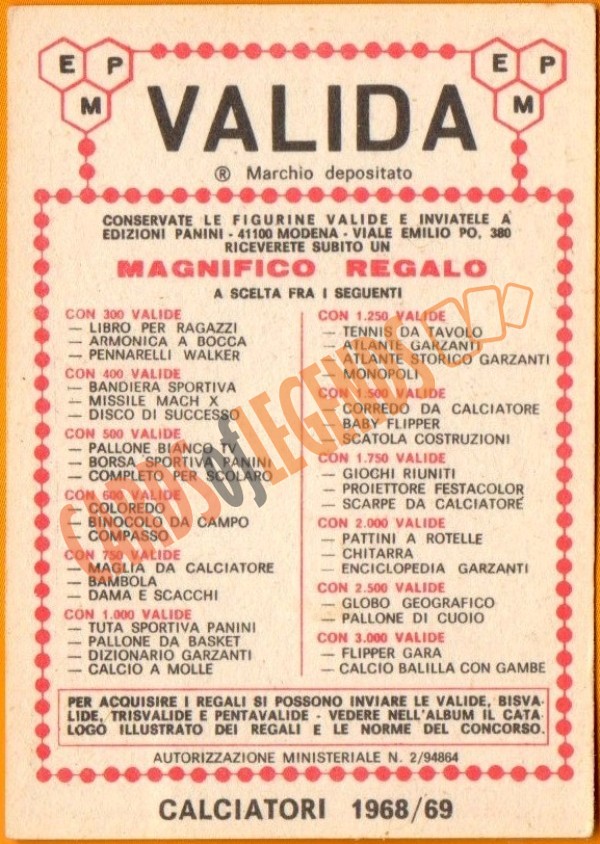 E P
M
E P
M
VALIDA
® Marchio depositato
CONSERVATE LE FIGURINE VALIDE E INVIATELE A
EDIZIONI PANINI - 41100 MODENA - VIALE EMILIO PO, 380
RICEVERETE SUBITO UN
MAGNIFICO REGALO
A SCELTA FRA I SEGUENTI
CON 300 VALIDE
— LIBRO PER RAGAZZI
— ARMONICA A BOCCA
— PENNARELLI WALKER
CON 400 VALIDE
— BANDIERA SPORTIVA
— MISSILE MACH X
— DISCO DI SUCCESSO
CON 500 VALIDE
— PALLONE BIANCO TV
— BORSA SPORTIVA PANINI
— COMPLETO PER SCOLARO
CON 600 VALIDE
— COLOREDO
— BINOCOLO DA CAMPO
— COMPASSO
CON 750 VALIDE
— MAGLIA DA CALCIATORE
— BAMBOLA
— DAMA E SCACCHI
CON 1.000 VALIDE
— TUTA SPORTIVA PANINI
— PALLONE DA BASKET
— DIZIONARIO GARZANTI
— CALCIO A MOLLE
CON 1.250 VALIDE
— TENNIS DA TAVOLO
— ATLANTE GARZANTI
— ATLANTE STORICO GARZANTI
— MONOPOLI
CON 1.500 VALIDE
— CORREDO DA CALCIATORE
— BABY FLIPPER
— SCATOLA COSTRUZIONI
CON 1.750 VALIDE
— GIOCHI RIUNITI
— PROIETTORE FESTACOLOR
— SCARPE DA CALCIATORE
CON 2.000 VALIDE
— PATTINI A ROTELLE
— CHITARRA
— ENCICLOPEDIA GARZANTI
CON 2.500 VALIDE
— GLOBO GEOGRAFICO
— PALLONE DI CUOIO
CON 3.000 VALIDE
— FLIPPER GARA
— CALCIO BALILLA CON GAMBE
PER ACQUISIRE I REGALI SI POSSONO INVIARE LE VALIDE, BISVA-
LIDE, TRISVALIDE E PENTAVALIDE - VEDERE NELL'ALBUM IL CATA-
LOGO ILLUSTRATO DEI REGALI E LE NORME DEL CONCORSO.
AUTORIZZAZIONE MINISTERIALE N. 2/94864
CALCIATORI 1968/69
CARDSofLEGENDS